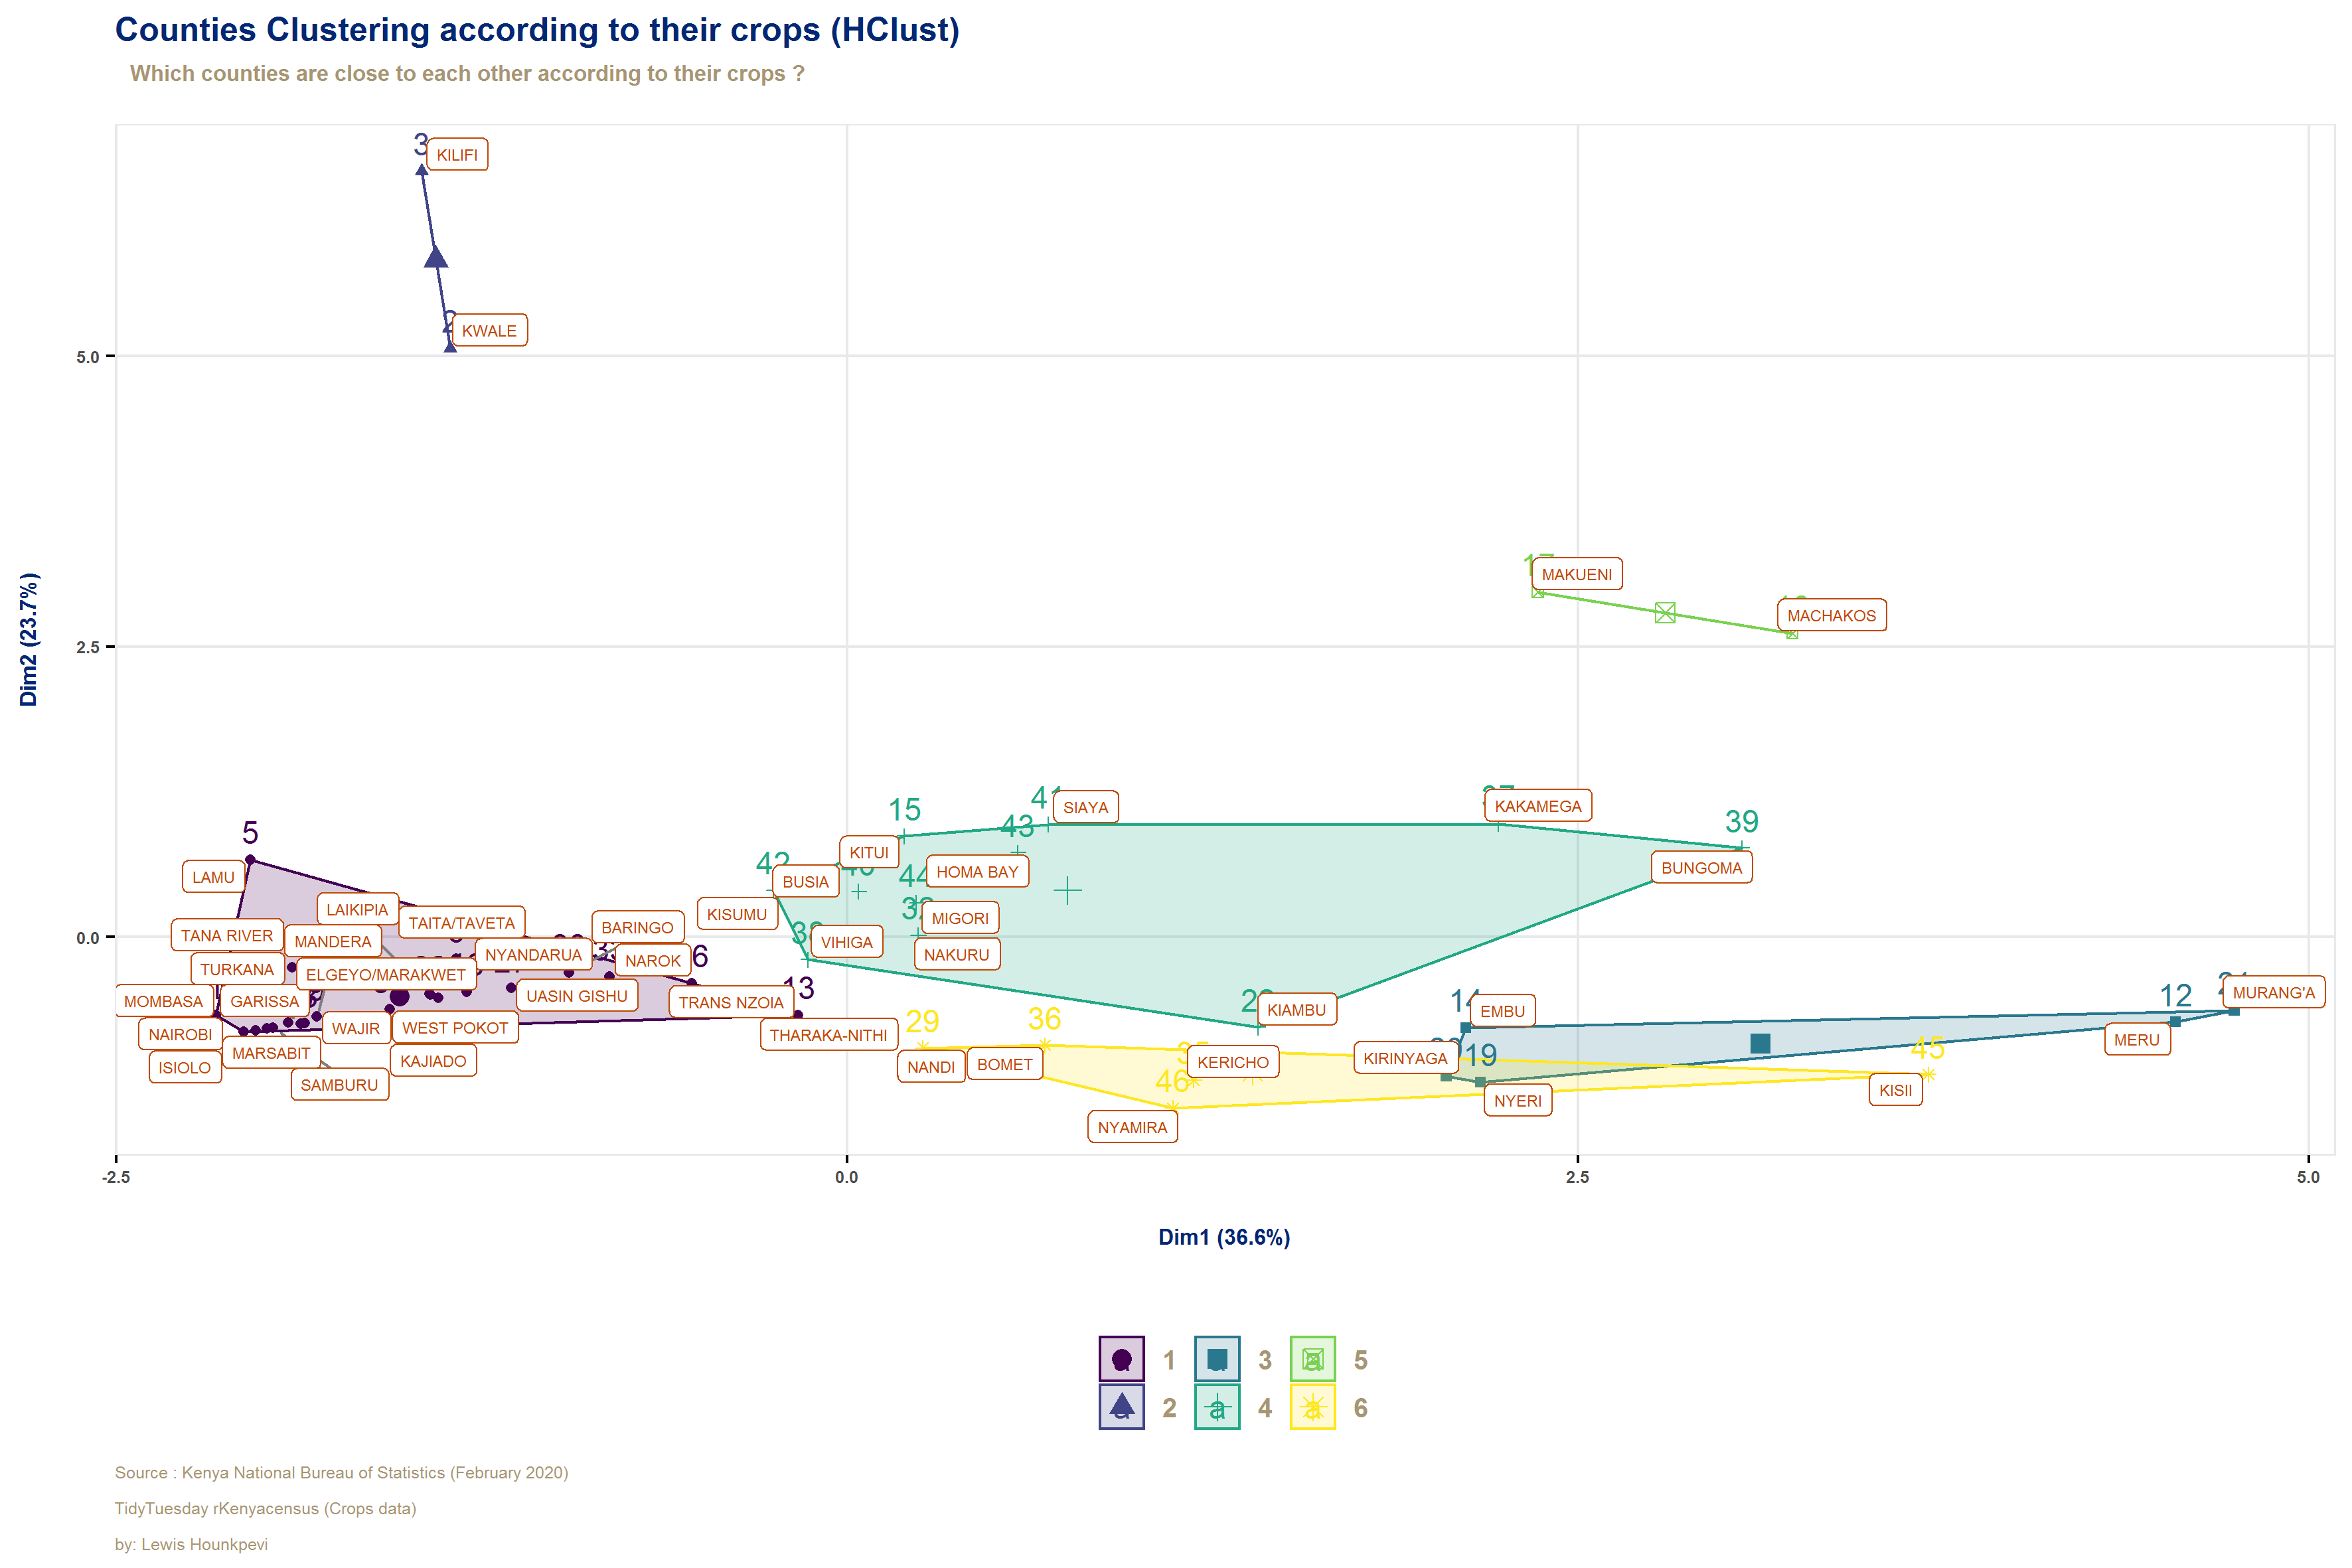 Counties Clustering according to their crops (HClust)
Which counties are close to each other according to their crops ?
3
KILIFI
KWALE
5.0
MAKUENI
MACHAKOS
2.5
Dim2 (23.7%)
41
SIAYA
KAKAMEGA
15
39
43
5
KITUI
42
BUSIA
44
HOMA BAY
BUNGOMA
LAMU
LAIKIPIA
KISUMU
32
MIGORI
TAITA/TAVETA
BARINGO
0.0
TANA RIVER
MANDERA
38
VIHIGA
NYANDARUA
NAROK
6
NAKURU
TURKANA
ELGEYO/MARAKWET
13
12
MURANG'A
MOMBASA
GARISSA
UASIN GISHU
TRANS NZOIA
KIAMBU
14
EMBU
NAIROBI
WAJIR
WEST POKOT
THARAKA-NITHI
29
36
MERU
ISIOLO
MARSABIT
KAJIADO
NANDI
BOMET
KERICHO
KIRINYAGA
19
45
SAMBURU
46
NYERI
KISII
NYAMIRA
-2.5
0.0
2.5
5.0
Dim1 (36.6%)
1
3
5
2
4
6
Source : Kenya National Bureau of Statistics (February 2020)
TidyTuesday rKenyacensus (Crops data)
by: Lewis Hounkpevi